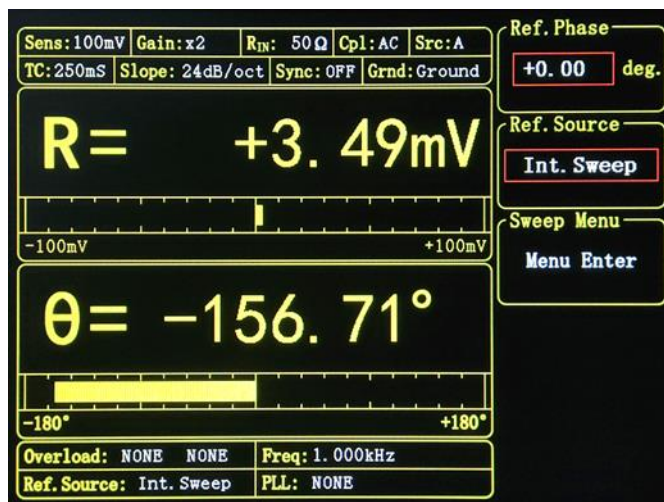 Sens:100mV Gain:x2 RIN: 50Ω Cpl:AC Src:A
TC:250mS Slope: 24dB/oct Sync:OFF Grnd:Ground
R= +3.49mV
-100mV +100mV
θ= -156.71°
-180° +180°
Overload: NONE NONE Freq:1.000kHz
Ref.Source: Int.Sweep PLL: NONE
Ref.Phase
+0.00 deg.
Ref.Source
Int.Sweep
Sweep Menu
Menu Enter